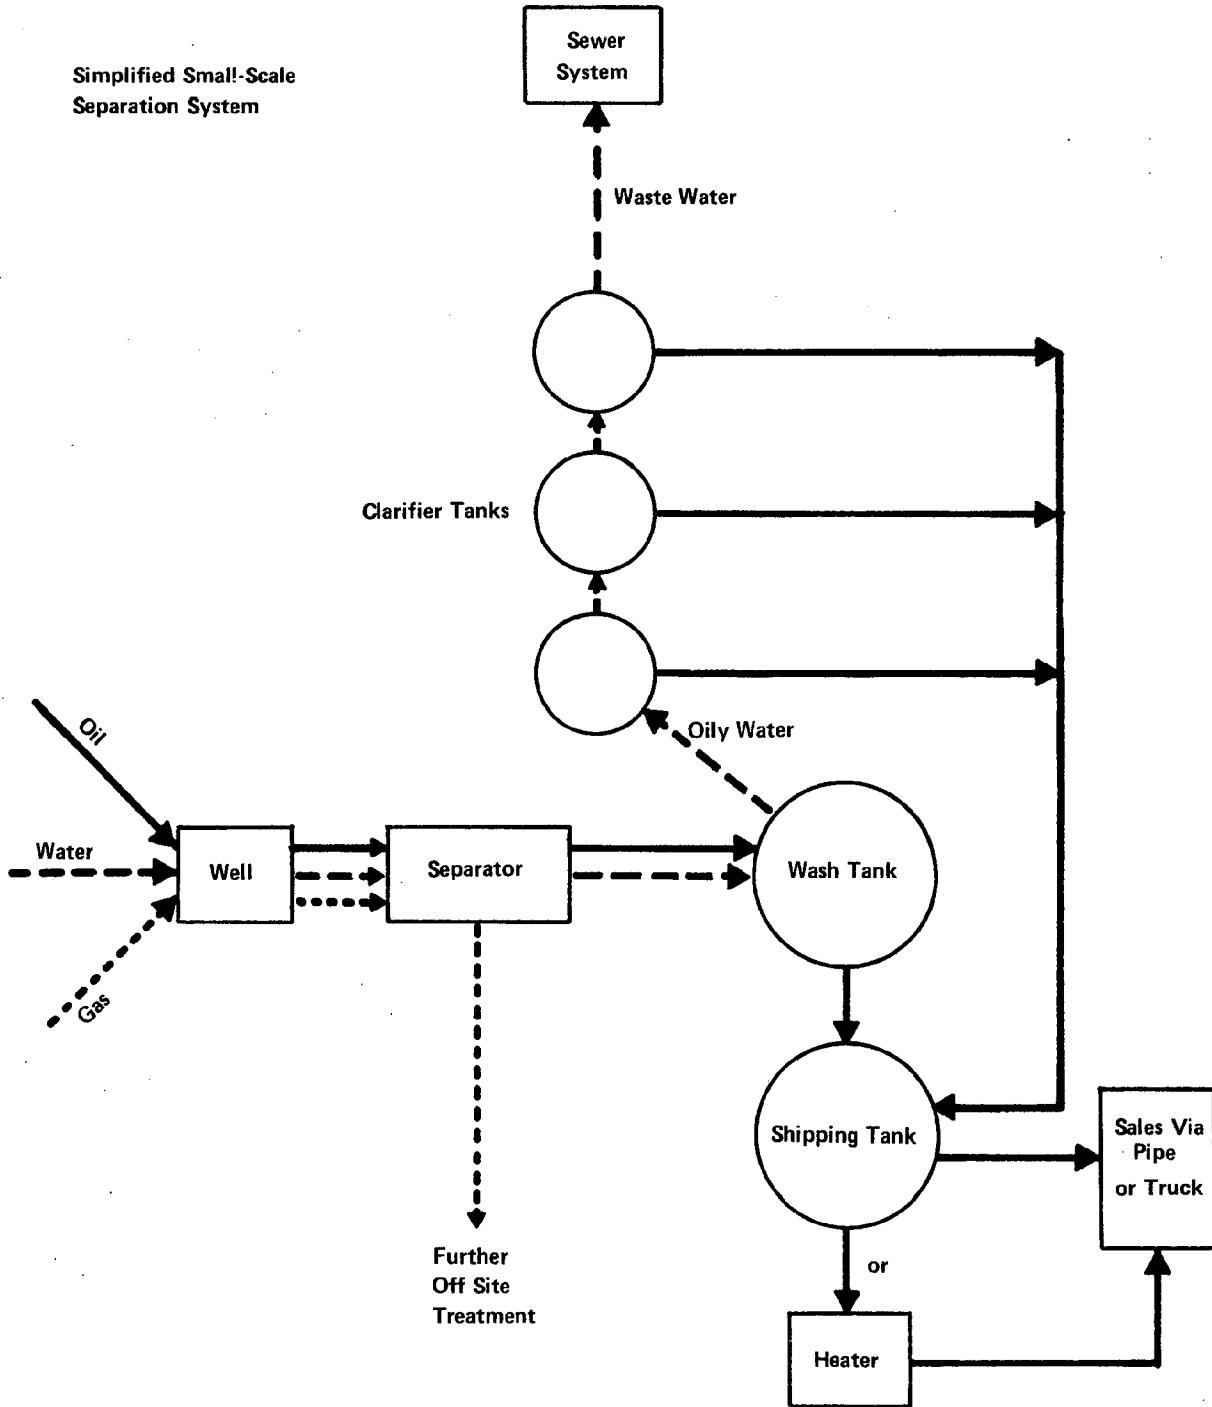 Simplified Small-Scale
Separation System
Sewer
System
Waste Water
Clarifier Tanks
Oily Water
Oil
Water
Gas
Well
Separator
Wash Tank
Shipping Tank
Sales Via
Pipe
or Truck
Further
Off Site
Treatment
or
Heater